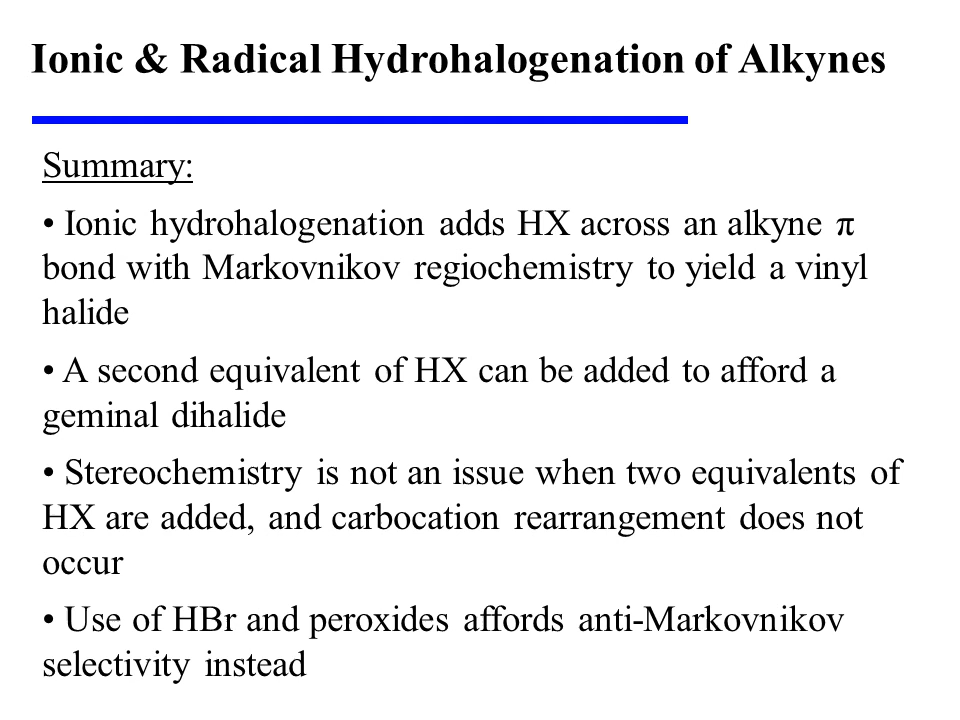 Ionic & Radical Hydrohalogenation of Alkynes
Summary:
• Ionic hydrohalogenation adds HX across an alkyne π
bond with Markovnikov regiochemistry to yield a vinyl
halide
• A second equivalent of HX can be added to afford a
geminal dihalide
• Stereochemistry is not an issue when two equivalents of
HX are added, and carbocation rearrangement does not
occur
• Use of HBr and peroxides affords anti-Markovnikov
selectivity instead